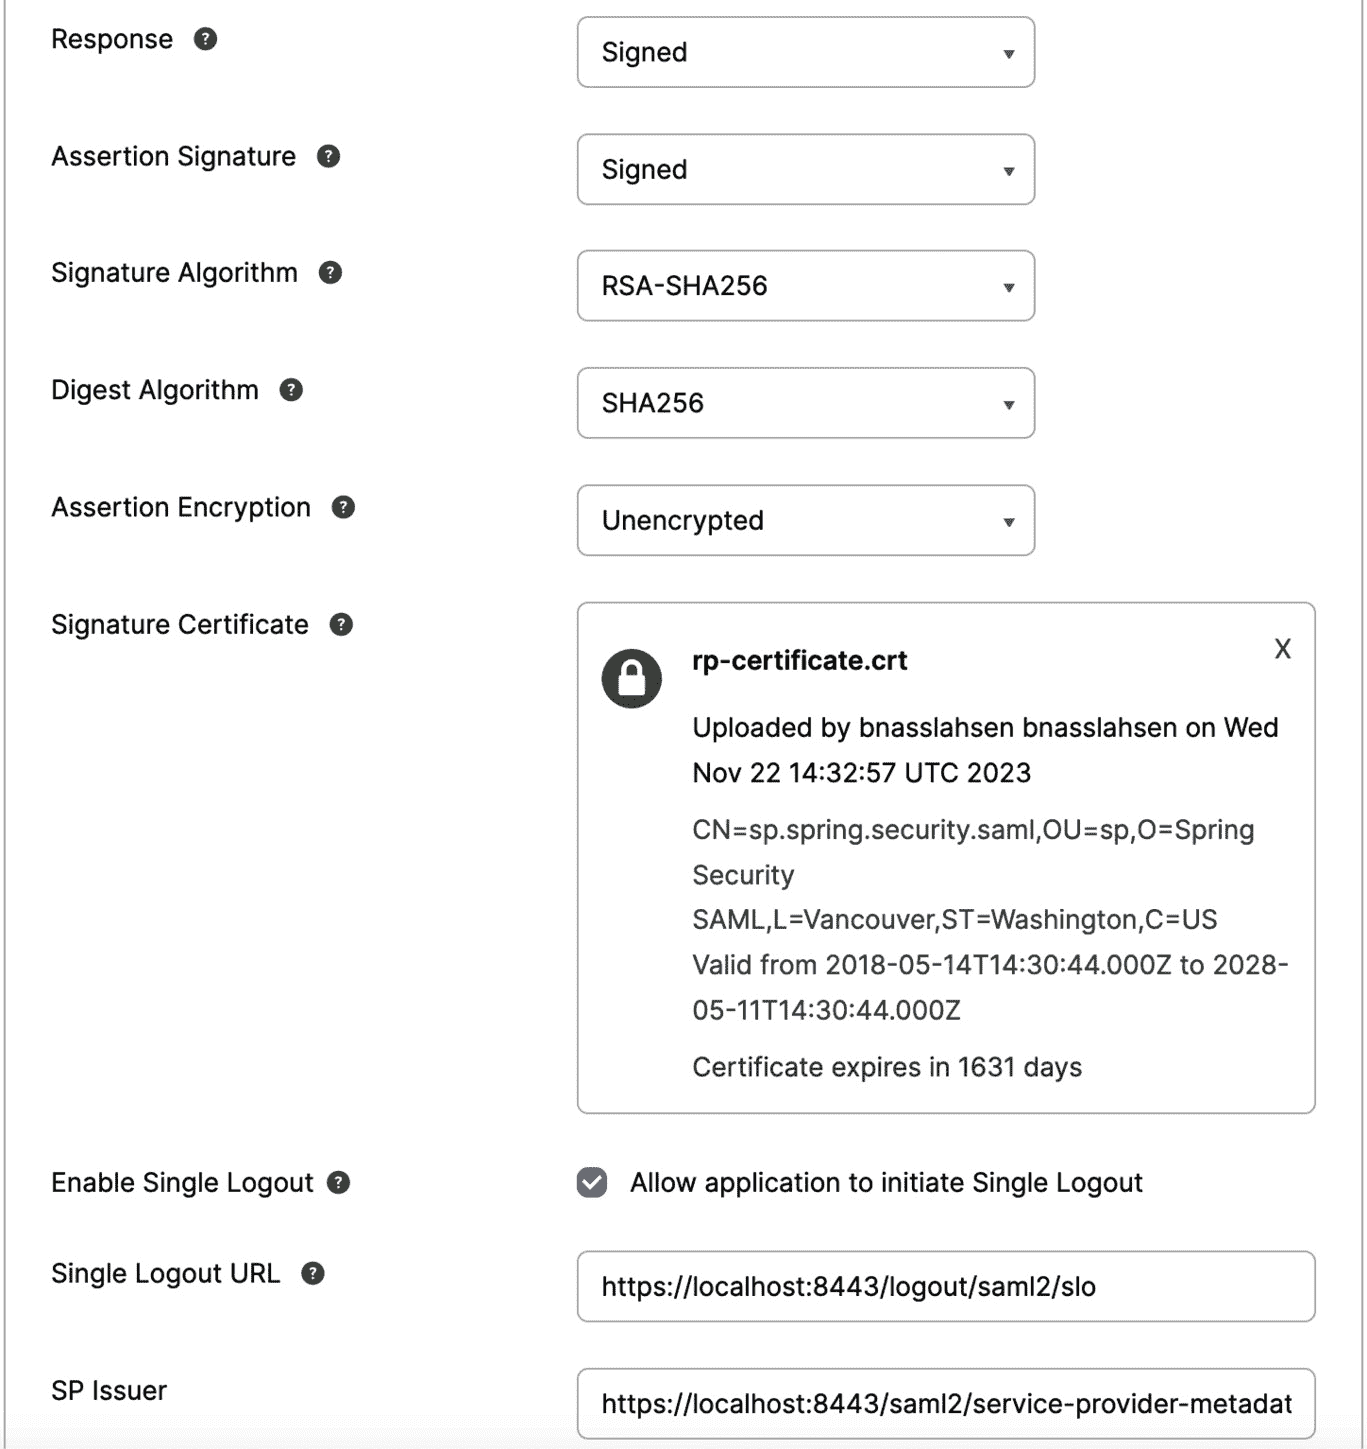 Response ?
Signed
Assertion Signature ?
Signed
Signature Algorithm ?
RSA-SHA256
Digest Algorithm ?
SHA256
Assertion Encryption ?
Unencrypted
Signature Certificate ?
rp-certificate.crt X
Uploaded by bnasslahsen bnasslahsen on Wed
Nov 22 14:32:57 UTC 2023
CN=sp.spring.security.saml,OU=sp,O=Spring
Security
SAML,L=Vancouver,ST=Washington,C=US
Valid from 2018-05-14T14:30:44.000Z to 2028-
05-11T14:30:44.000Z
Certificate expires in 1631 days
Enable Single Logout ?
Allow application to initiate Single Logout
Single Logout URL ?
https://localhost:8443/logout/saml2/slo
SP Issuer
https://localhost:8443/saml2/service-provider-metadat